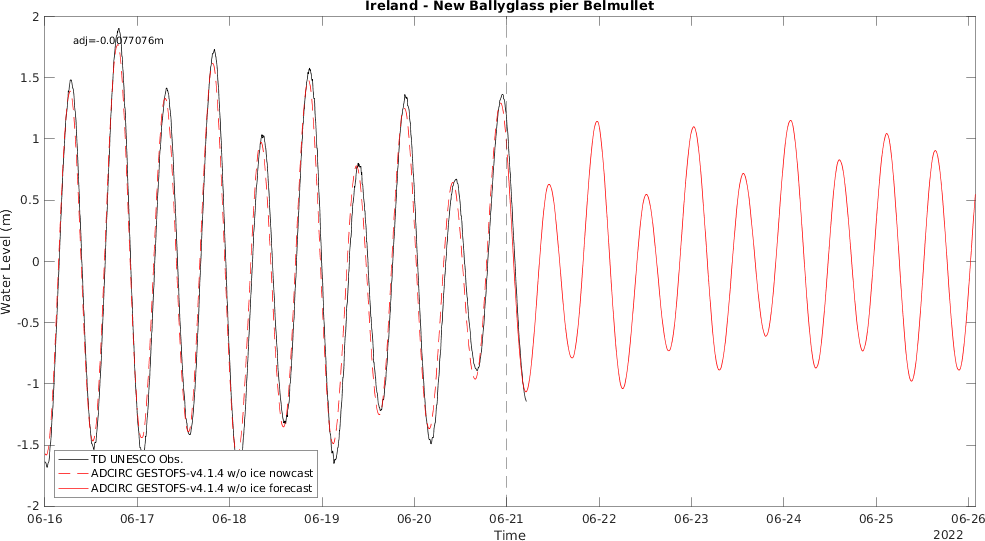 Ireland - New Ballyglass pier Belmullet
adj=-0.0077076m
2
1.5
1
0.5
0
-0.5
-1
-1.5
-2
Water Level (m)
TD UNESCO Obs.
ADCIRC GESTOFS-v4.1.4 w/o ice nowcast
ADCIRC GESTOFS-v4.1.4 w/o ice forecast
06-16 06-17 06-18 06-19 06-20 06-21 06-22 06-23 06-24 06-25 06-26
Time
2022